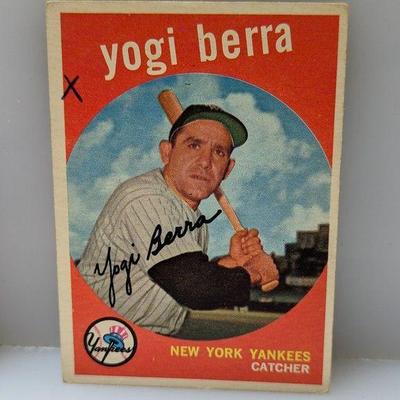 yogi berra
X
Yogi Berra
Yankees
NEW YORK YANKEES
CATCHER